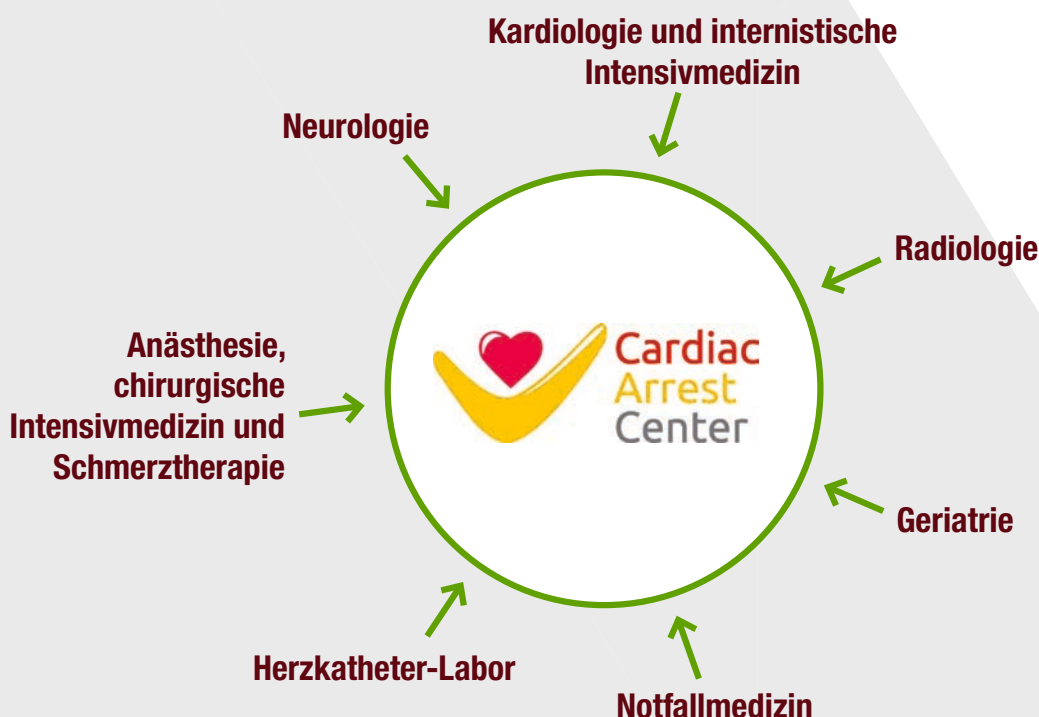 Kardiologie und internistische
Intensivmedizin
Neurologie
Radiologie
Anästhesie,
chirurgische
Intensivmedizin und
Schmerztherapie
Cardiac
Arrest
Center
Geriatrie
Herzkatheter-Labor
Notfallmedizin